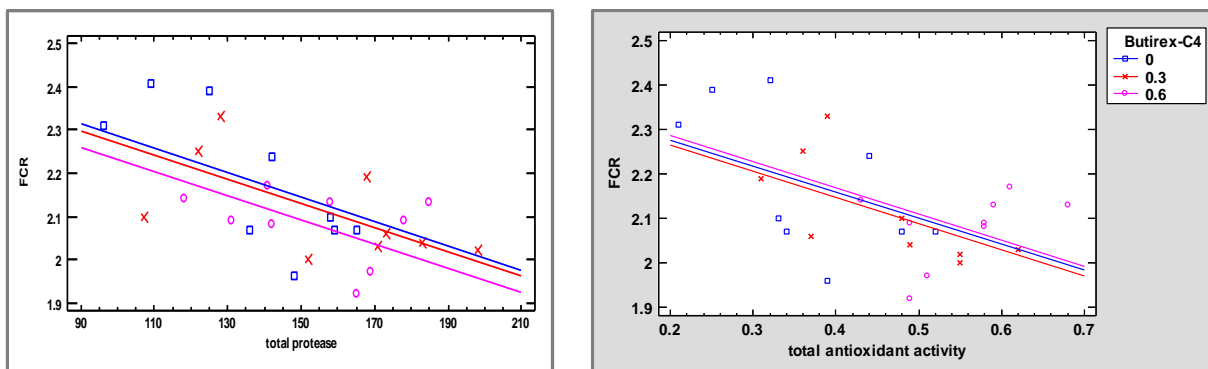 2.5
2.4
2.3
2.2
2.1
2
1.9
FCR
90 110 130 150 170 190 210
total protease
2.5
2.4
2.3
2.2
2.1
2
1.9
FCR
0.2 0.3 0.4 0.5 0.6 0.7
total antioxidant activity
Butirex-C4
0
0.3
0.6